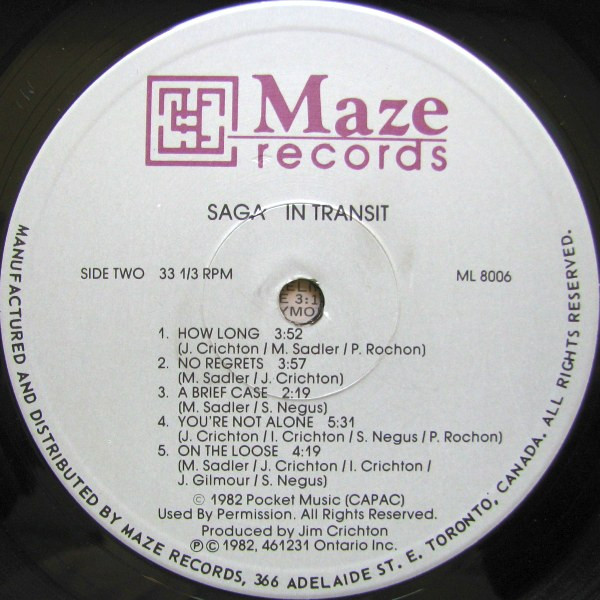 Maze
records
SAGA IN TRANSIT
SIDE TWO 33 1/3 RPM
ML 8006
1. HOW LONG 3:52
(J. Crichton / M. Sadler / P. Rochon)
2. NO REGRETS 3:57
(M. Sadler / J. Crichton)
3. A BRIEF CASE 2:19
(M. Sadler / S. Negus)
4. YOU'RE NOT ALONE 5:31
(J. Crichton / I. Crichton / S. Negus / P. Rochon)
5. ON THE LOOSE 4:19
(M. Sadler / J. Crichton / I. Crichton /
J. Gilmour / S. Negus)
© 1982 Pocket Music (CAPAC)
Used By Permission. All Rights Reserved.
Produced by Jim Crichton
℗© 1982, 461231 Ontario Inc.
MANUFACTURED AND DISTRIBUTED BY MAZE RECORDS, 366 ADELAIDE ST. E. TORONTO, CANADA. ALL RIGHTS RESERVED.